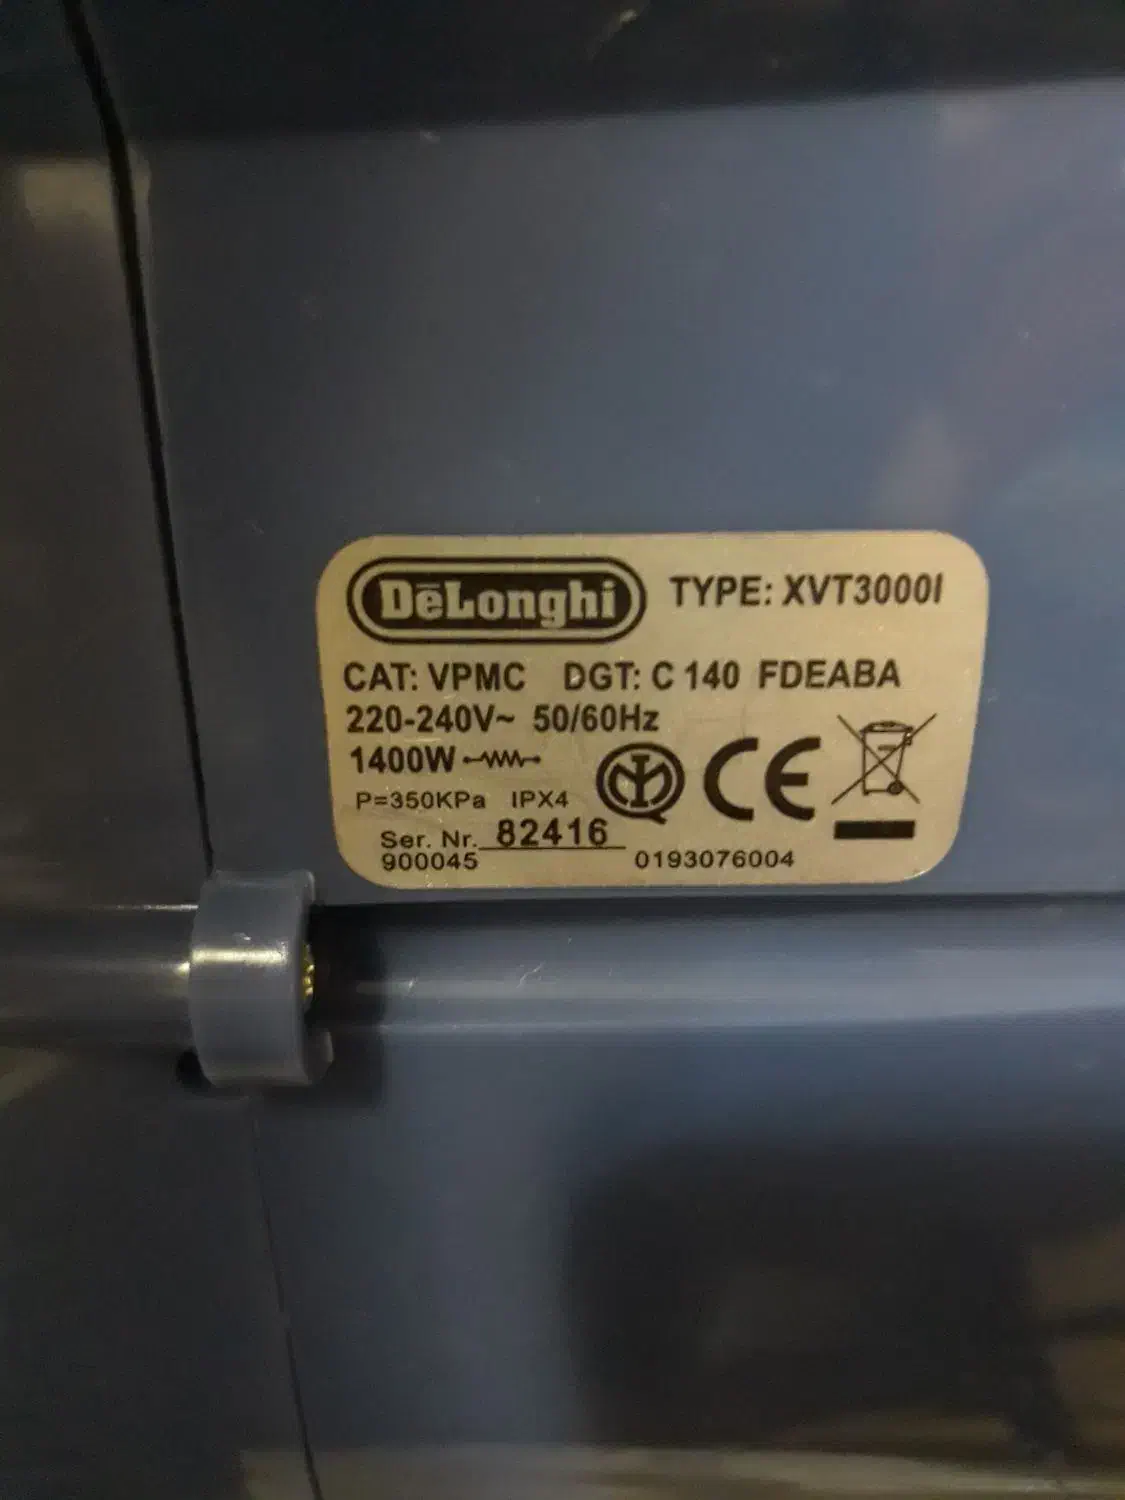 DēLonghi TYPE: XVT3000I
CAT: VPMC DGT: C 140 FDEABA
220-240V~ 50/60Hz
1400W
P=350KPa IPX4
Ser. Nr. 82416
900045 0193076004
IMQ CE